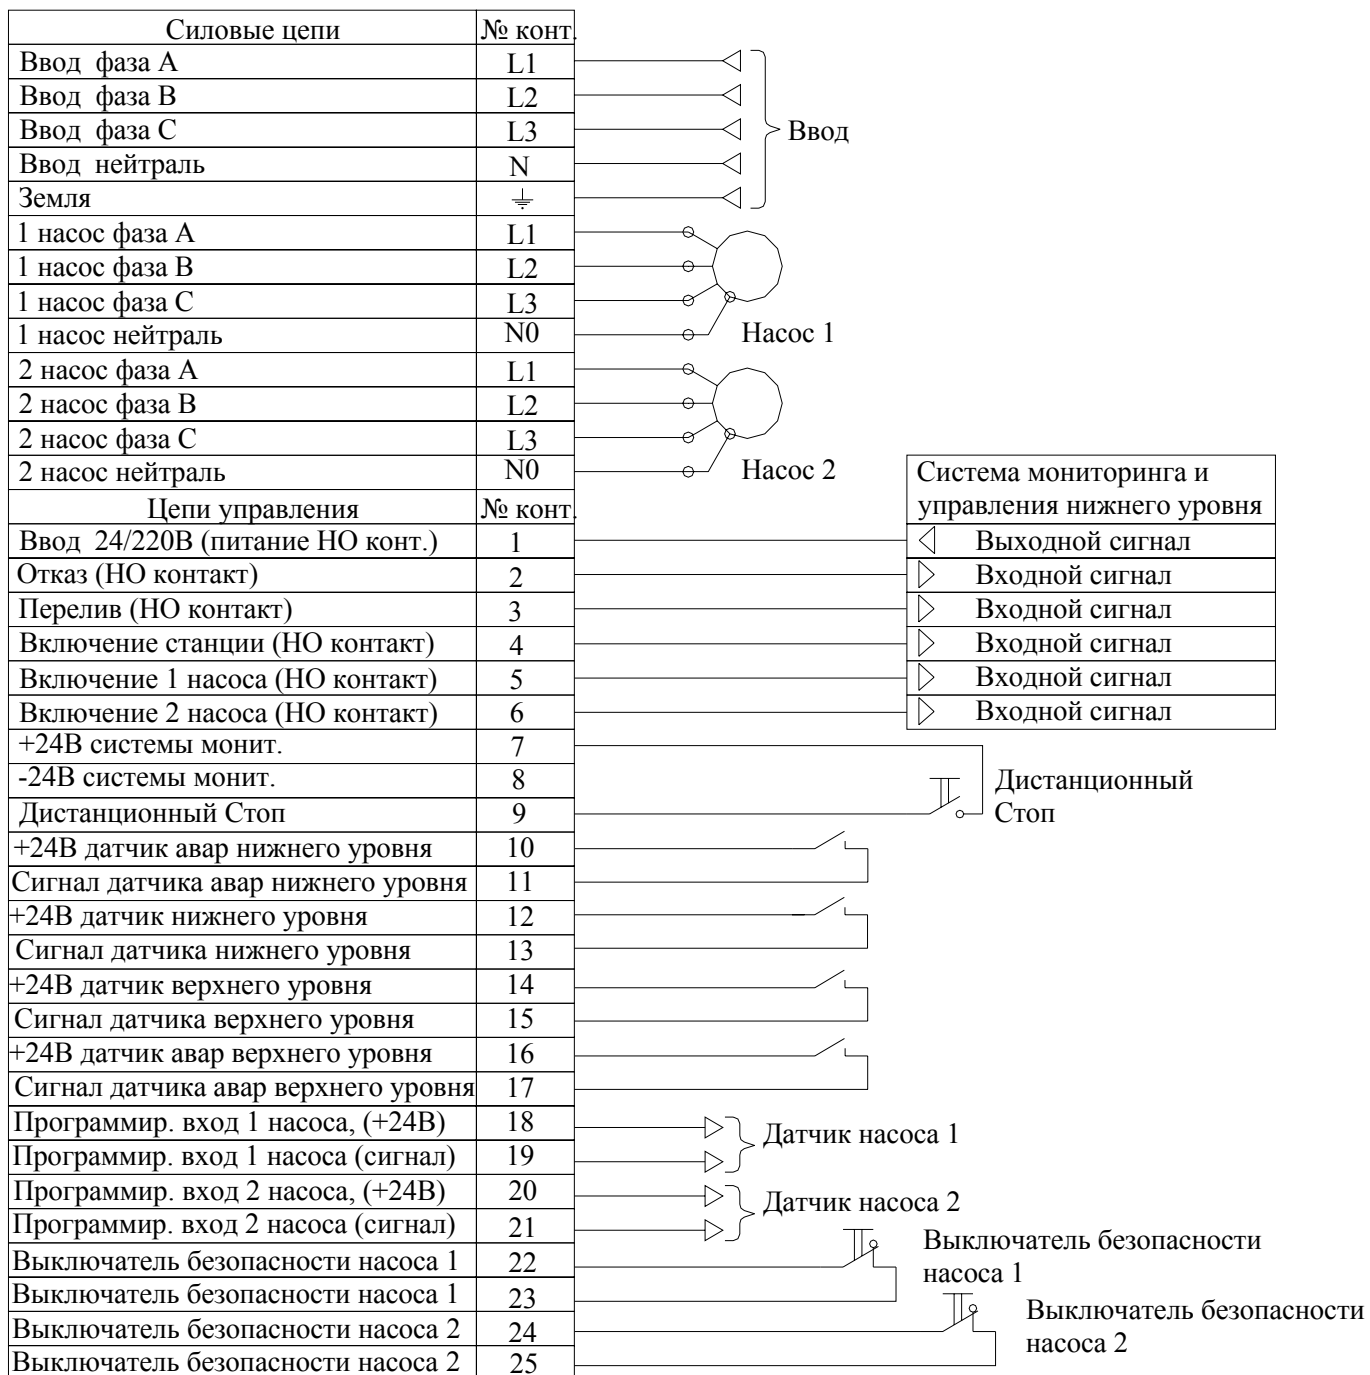 Силовые цепи № конт.
Ввод фаза А L1
Ввод фаза В L2
Ввод фаза С L3
Ввод нейтраль N
Земля
Ввод
1 насос фаза А L1
1 насос фаза В L2
1 насос фаза С L3
1 насос нейтраль N0
Насос 1
2 насос фаза А L1
2 насос фаза В L2
2 насос фаза С L3
2 насос нейтраль N0
Насос 2
Система мониторинга и
управления нижнего уровня
Цепи управления № конт.
Ввод 24/220В (питание НО конт.) 1 Выходной сигнал
Отказ (НО контакт) 2 Входной сигнал
Перелив (НО контакт) 3 Входной сигнал
Включение станции (НО контакт) 4 Входной сигнал
Включение 1 насоса (НО контакт) 5 Входной сигнал
Включение 2 насоса (НО контакт) 6 Входной сигнал
+24В системы монит. 7
-24В системы монит. 8
Дистанционный Стоп 9
Дистанционный
Стоп
+24В датчик авар нижнего уровня 10
Сигнал датчика авар нижнего уровня 11
+24В датчик нижнего уровня 12
Сигнал датчика нижнего уровня 13
+24В датчик верхнего уровня 14
Сигнал датчика верхнего уровня 15
+24В датчик авар верхнего уровня 16
Сигнал датчика авар верхнего уровня 17
Программир. вход 1 насоса, (+24В) 18
Программир. вход 1 насоса (сигнал) 19
Датчик насоса 1
Программир. вход 2 насоса, (+24В) 20
Программир. вход 2 насоса (сигнал) 21
Датчик насоса 2
Выключатель безопасности насоса 1 22
Выключатель безопасности насоса 1 23
Выключатель безопасности
насоса 1
Выключатель безопасности насоса 2 24
Выключатель безопасности насоса 2 25
Выключатель безопасности
насоса 2